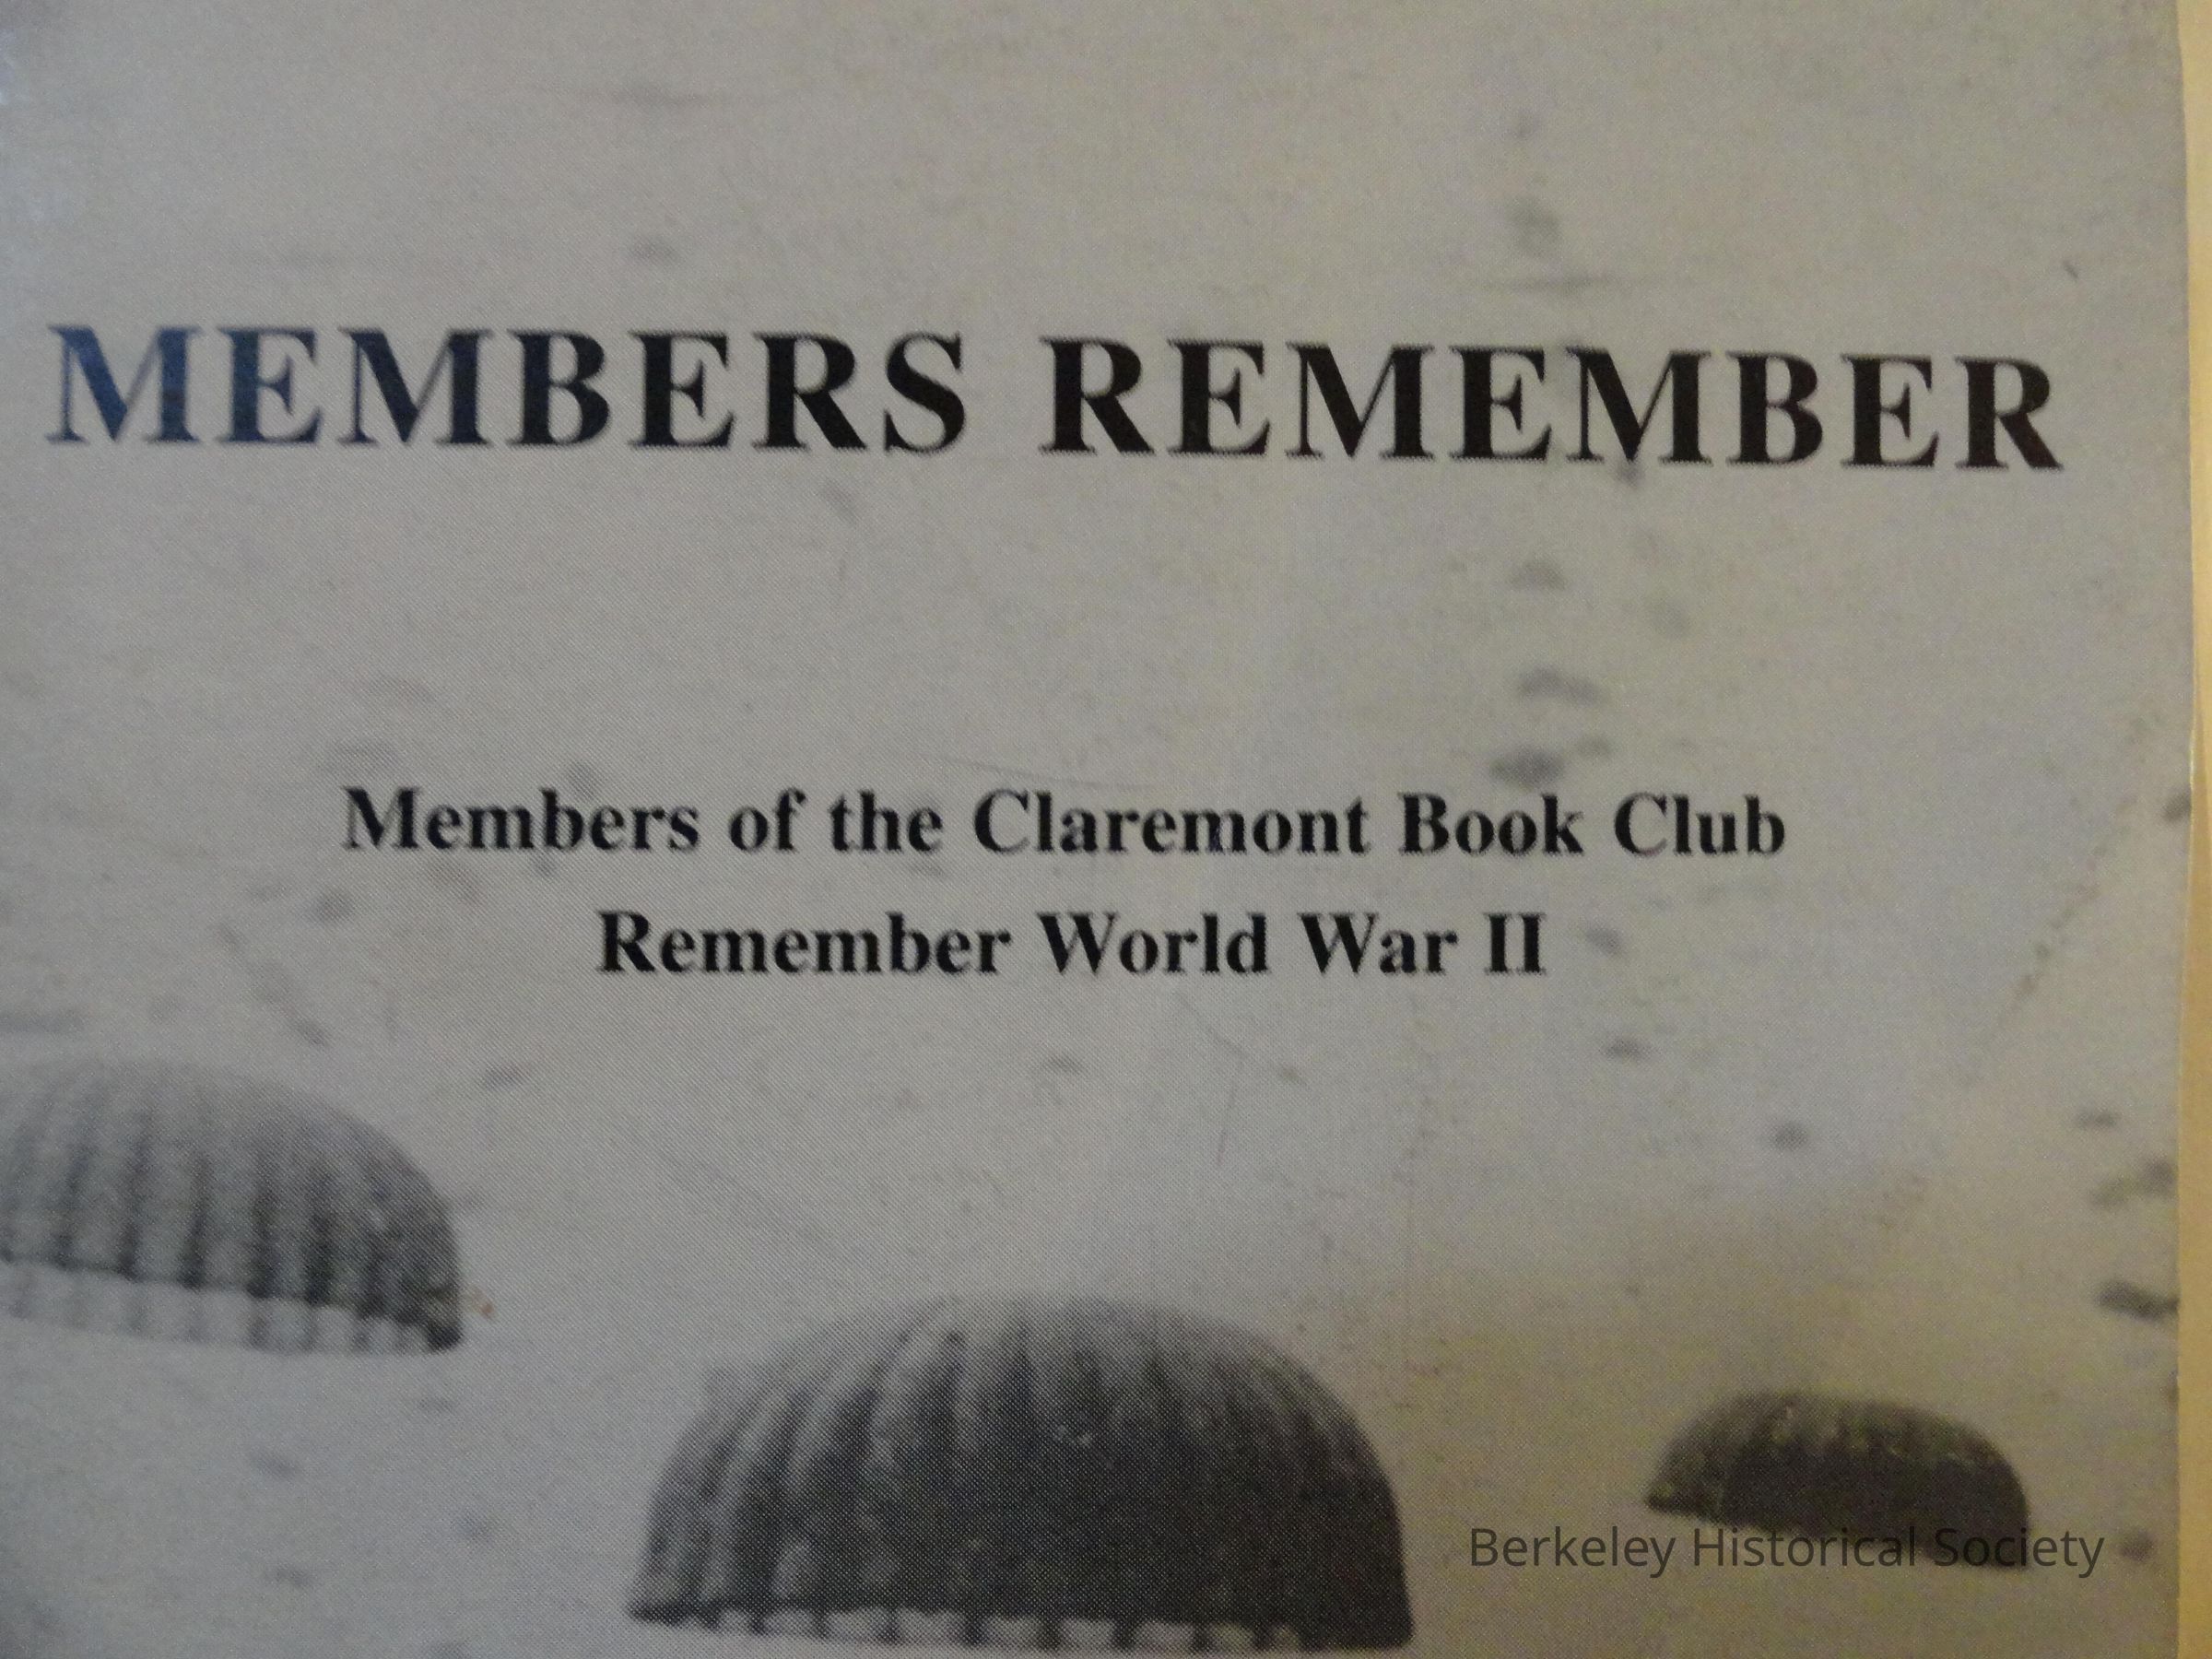 MEMBERS REMEMBER
Members of the Claremont Book Club
Remember World War II
Berkeley Historical Society